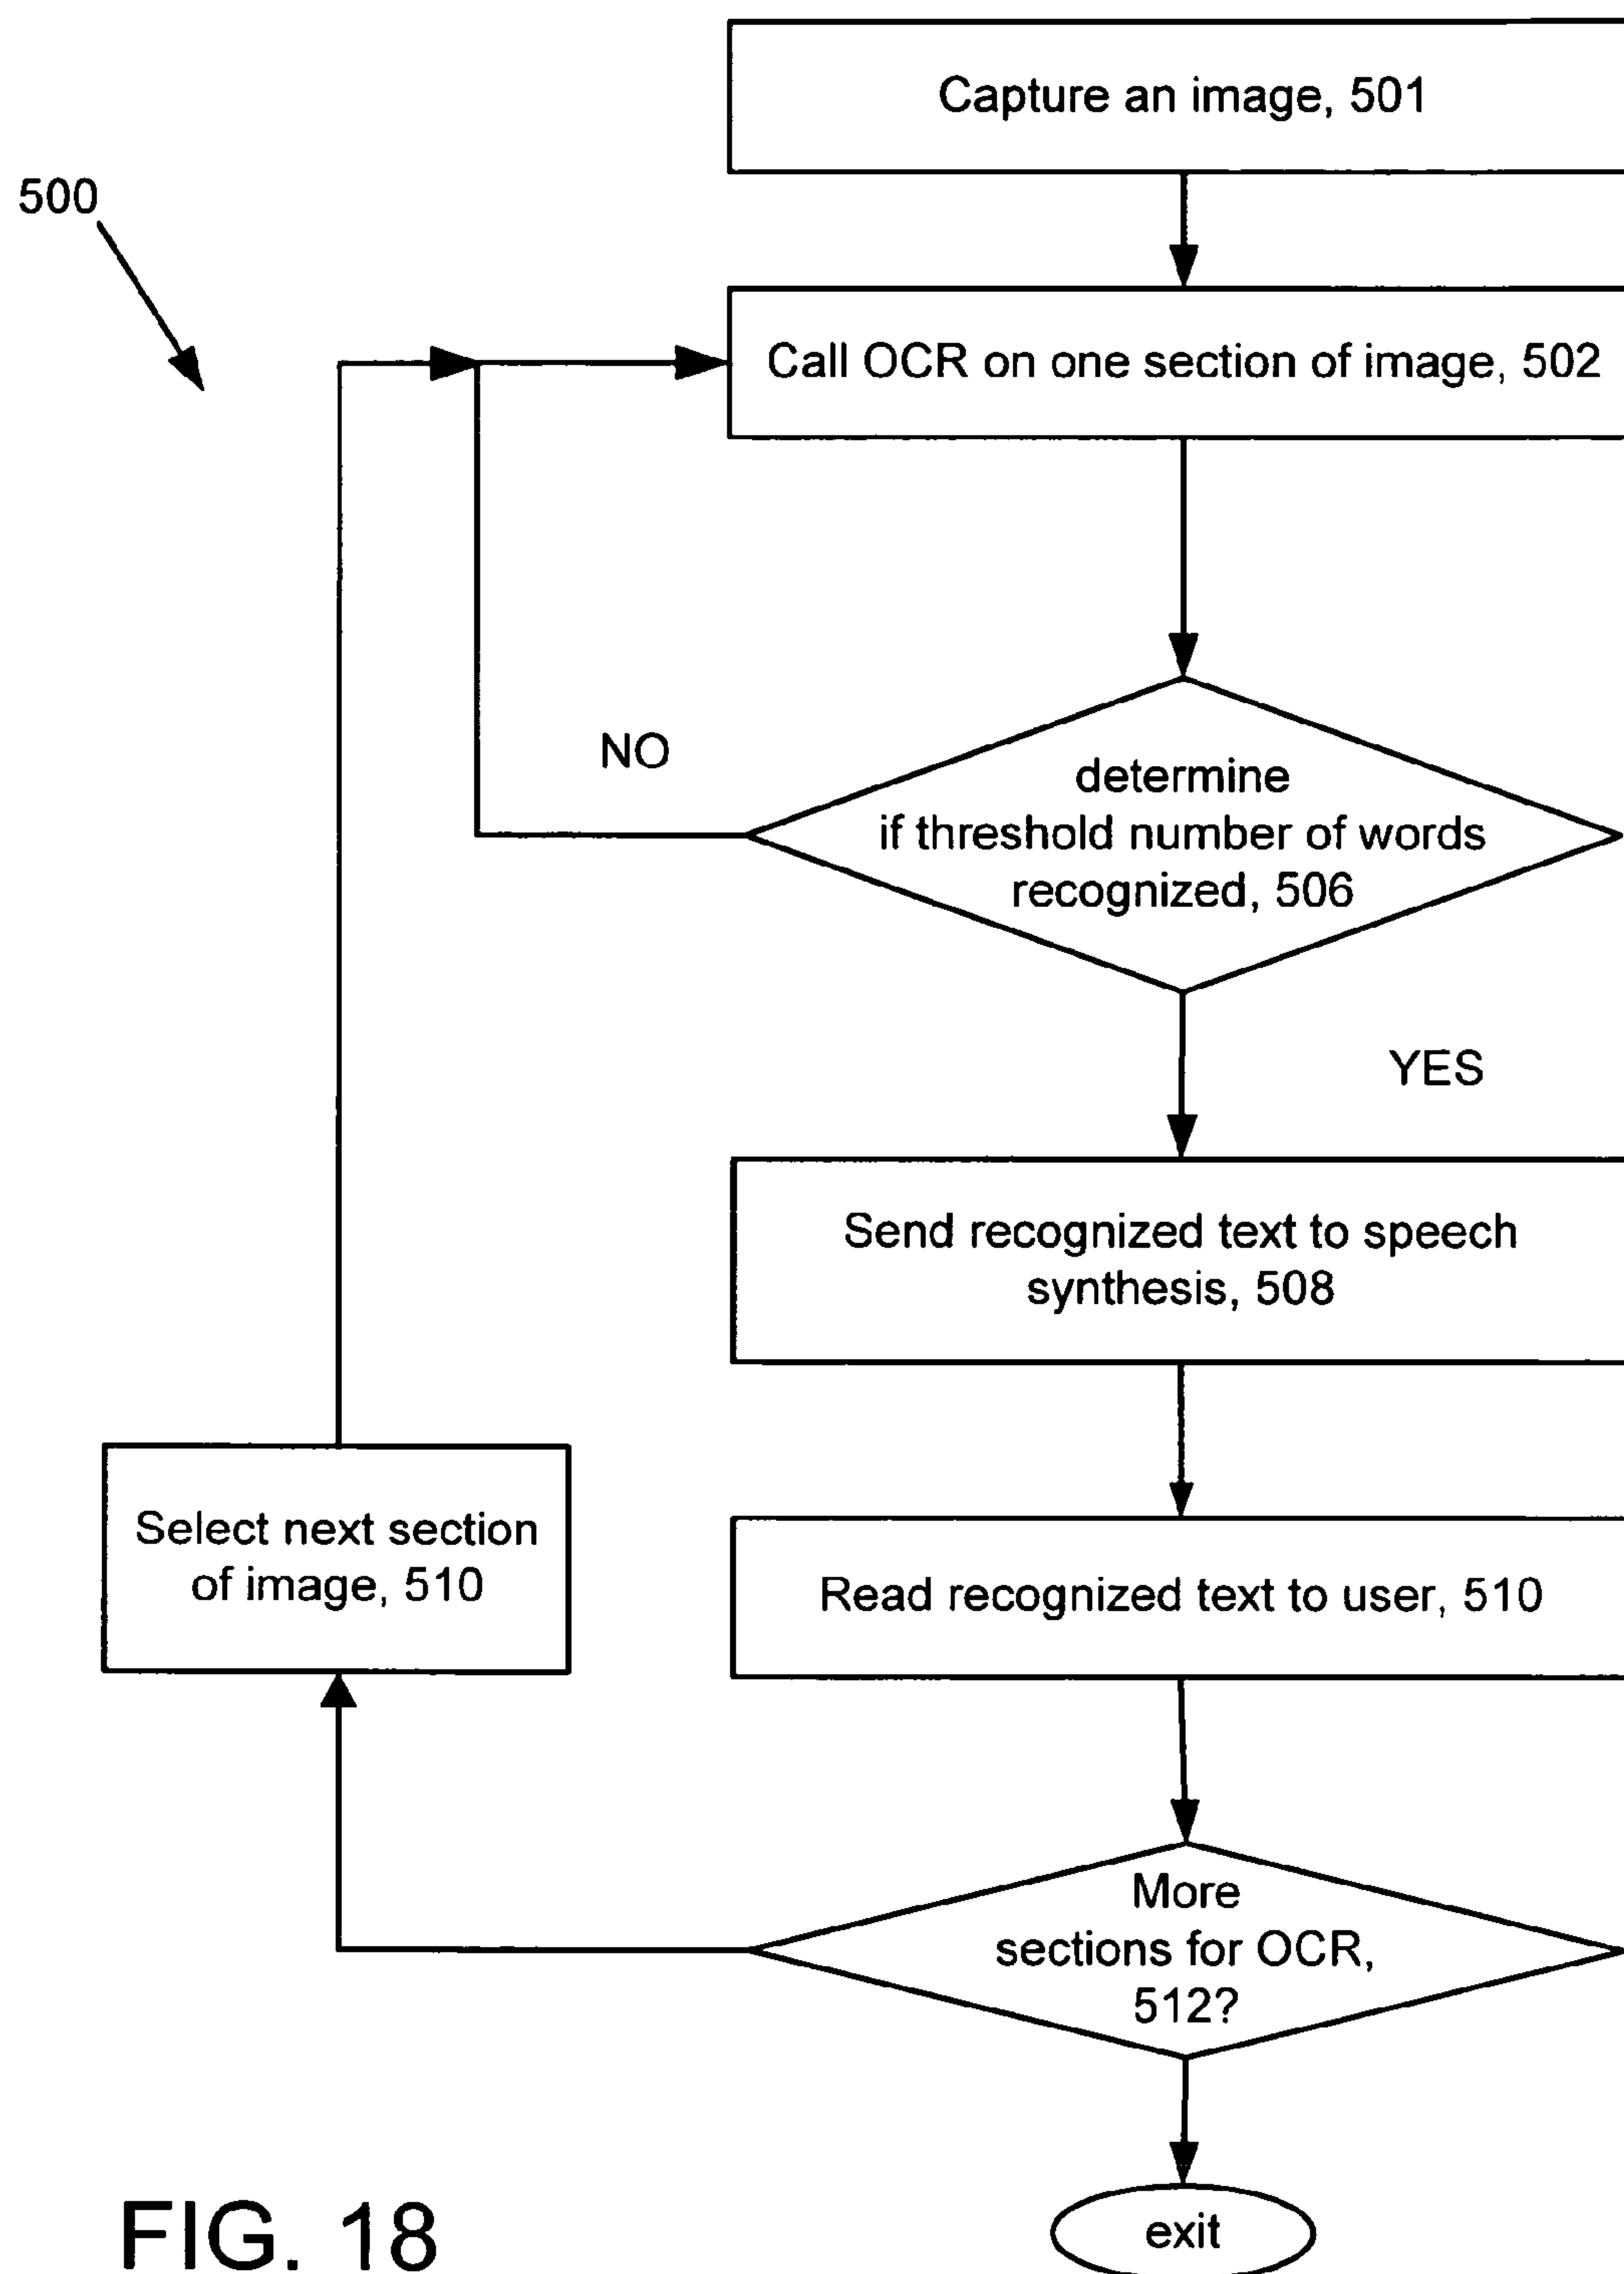 Capture an image, 501
500
Call OCR on one section of image, 502
NO
determine
if threshold number of words
recognized, 506
YES
Send recognized text to speech
synthesis, 508
Select next section
of image, 510
Read recognized text to user, 510
More
sections for OCR,
512?
exit
FIG. 18